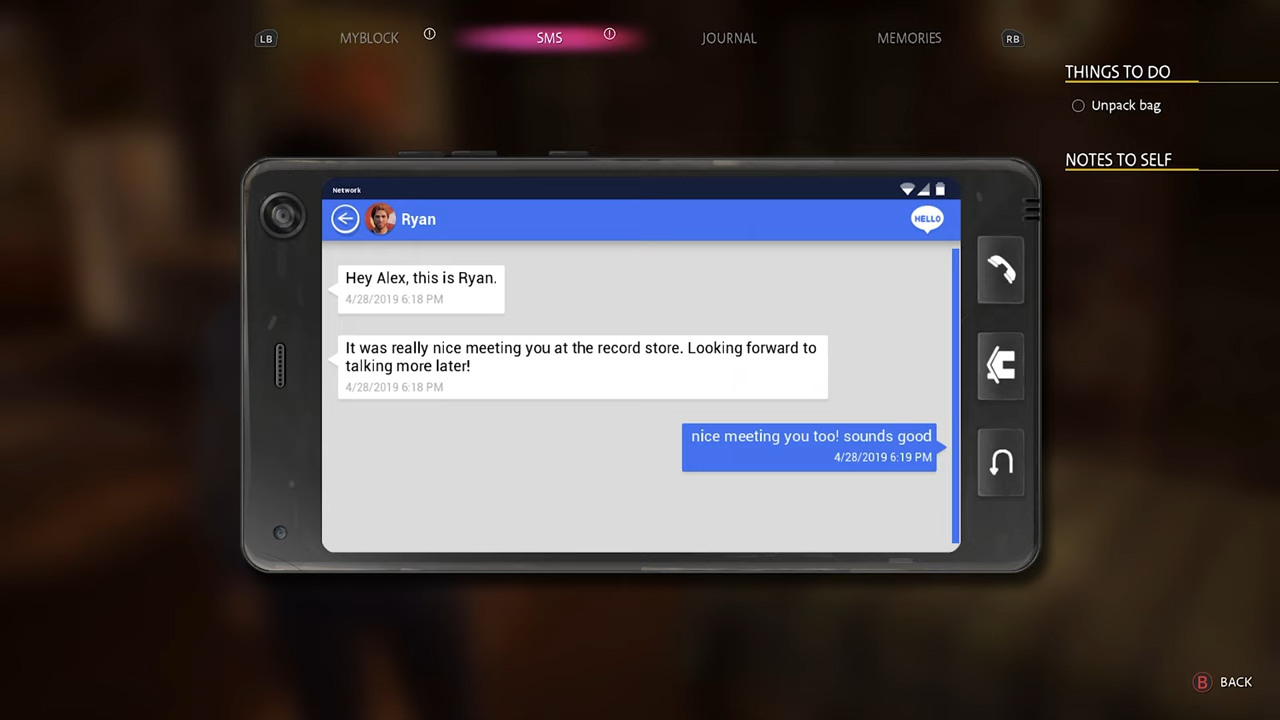 LB
MYBLOCK
SMS
JOURNAL
MEMORIES
RB
THINGS TO DO
Unpack bag
NOTES TO SELF
Network
Ryan
HELLO
Hey Alex, this is Ryan.
4/28/2019 6:18 PM
It was really nice meeting you at the record store. Looking forward to
talking more later!
4/28/2019 6:18 PM
nice meeting you too! sounds good
4/28/2019 6:19 PM
B BACK